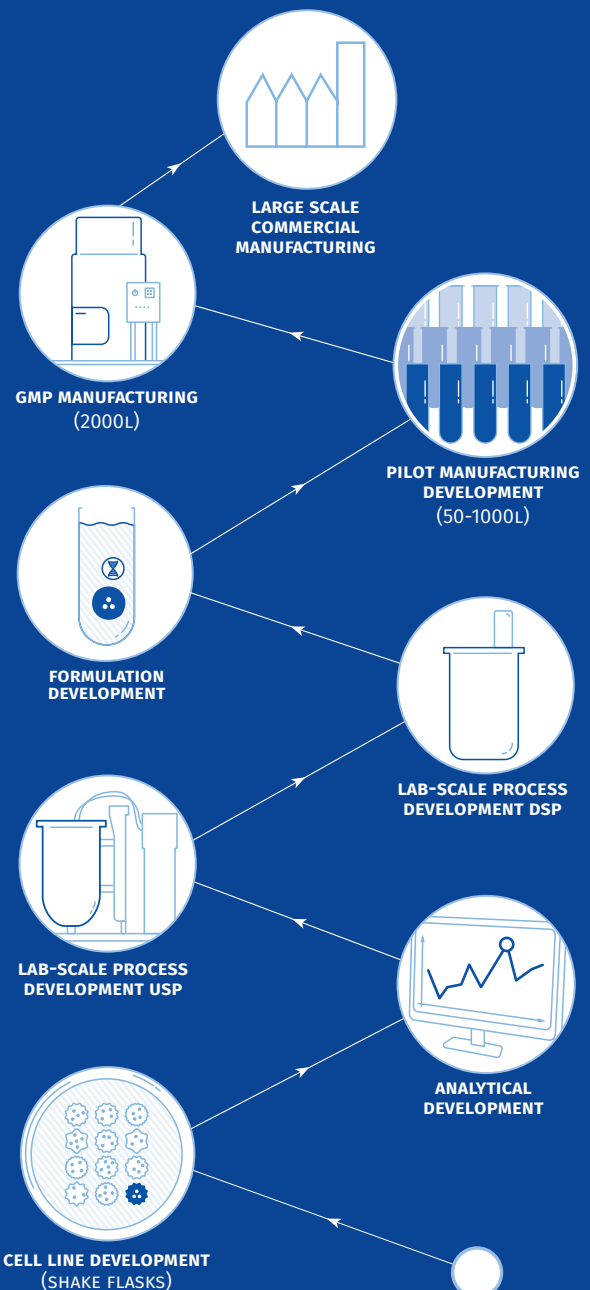 LARGE SCALE
COMMERCIAL
MANUFACTURING
GMP MANUFACTURING
(2000L)
PILOT MANUFACTURING
DEVELOPMENT
(50-1000L)
FORMULATION
DEVELOPMENT
LAB-SCALE PROCESS
DEVELOPMENT DSP
LAB-SCALE PROCESS
DEVELOPMENT USP
ANALYTICAL
DEVELOPMENT
CELL LINE DEVELOPMENT
(SHAKE FLASKS)